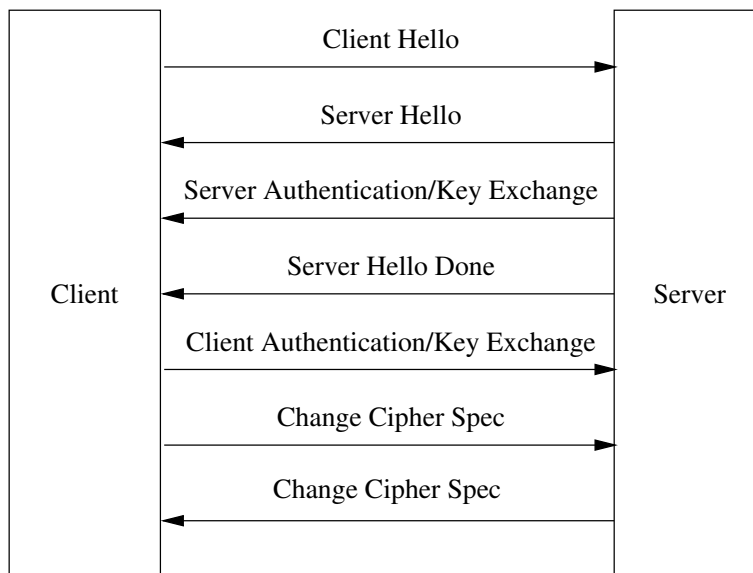 Client Hello
Server Hello
Server Authentication/Key Exchange
Server Hello Done
Client
Server
Client Authentication/Key Exchange
Change Cipher Spec
Change Cipher Spec